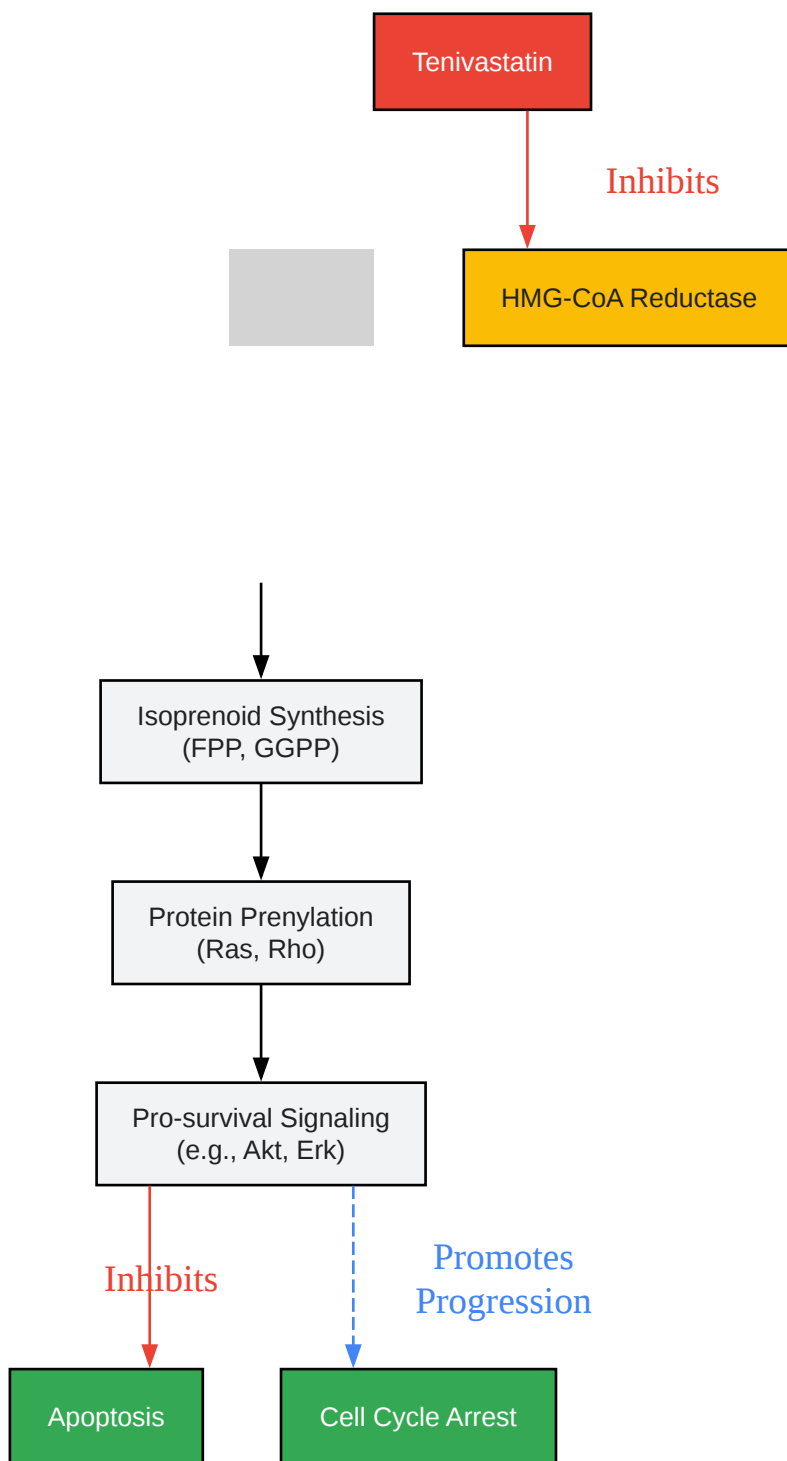 Tenivastatin
Inhibits
HMG-CoA Reductase
Isoprenoid Synthesis
(FPP, GGPP)
Protein Prenylation
(Ras, Rho)
Pro-survival Signaling
(e.g., Akt, Erk)
Inhibits
Promotes
Progression
Apoptosis
Cell Cycle Arrest